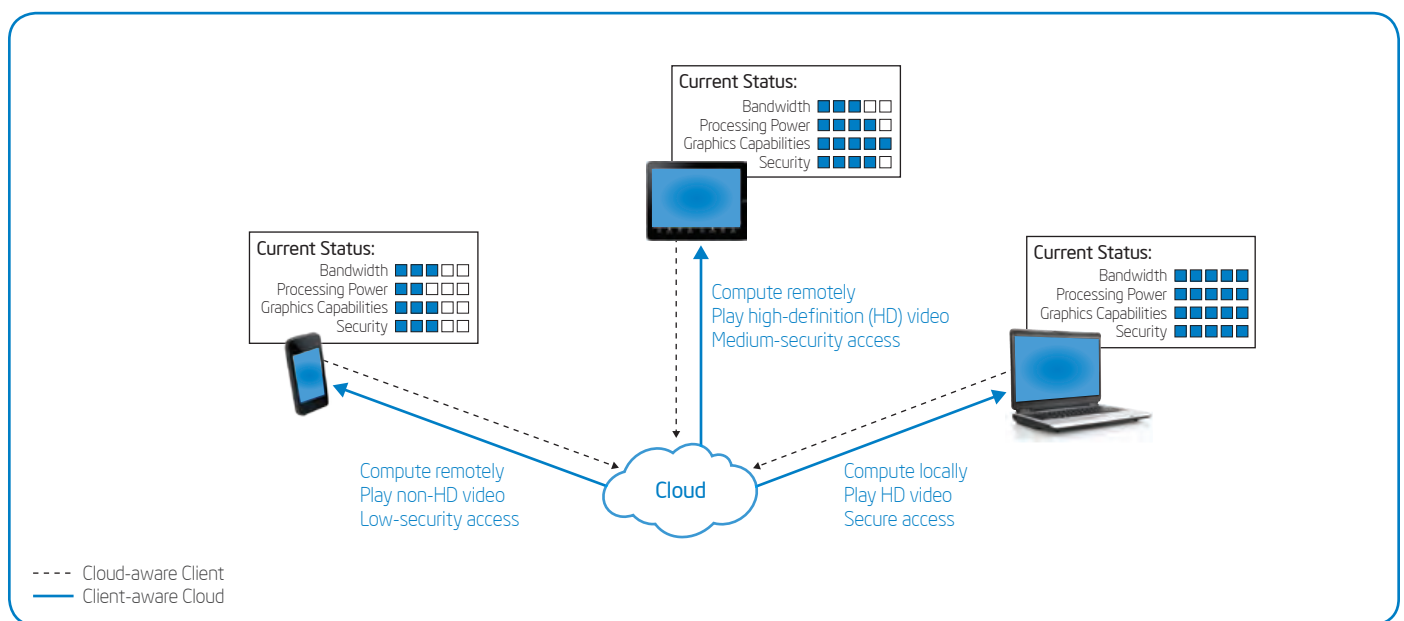 Current Status:
Bandwidth
Processing Power
Graphics Capabilities
Security
Current Status:
Bandwidth
Processing Power
Graphics Capabilities
Security
Current Status:
Bandwidth
Processing Power
Graphics Capabilities
Security
Compute remotely
Play high-definition (HD) video
Medium-security access
Compute remotely
Play non-HD video
Low-security access
Cloud
Compute locally
Play HD video
Secure access
Cloud-aware Client
Client-aware Cloud